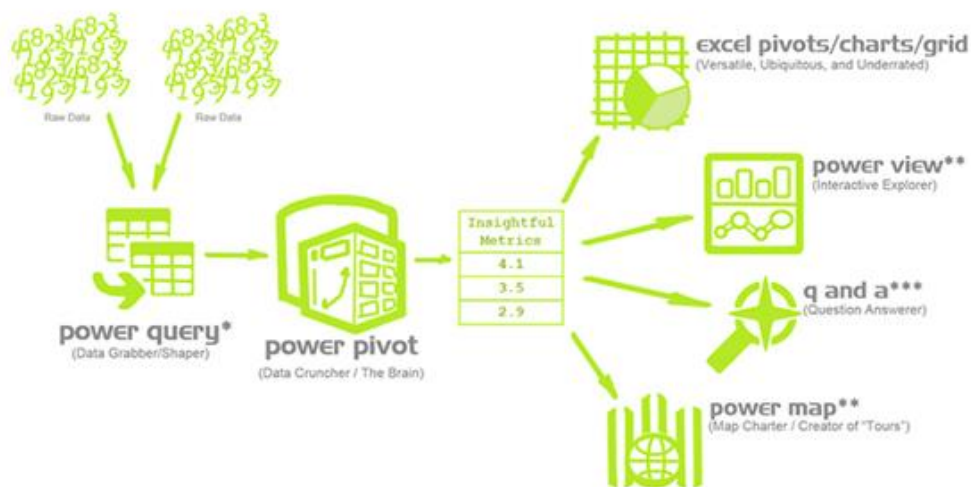 Raw Data
Raw Data
excel pivots/charts/grid
(Versatile, Ubiquitous, and Underrated)
power view**
(Interactive Explorer)
Insightful
Metrics
4.1
3.5
2.9
q and a***
(Question Answerer)
power query*
(Data Grabber/Shaper)
power pivot
(Data Cruncher / The Brain)
power map**
(Map Charter / Creator of "Tours")